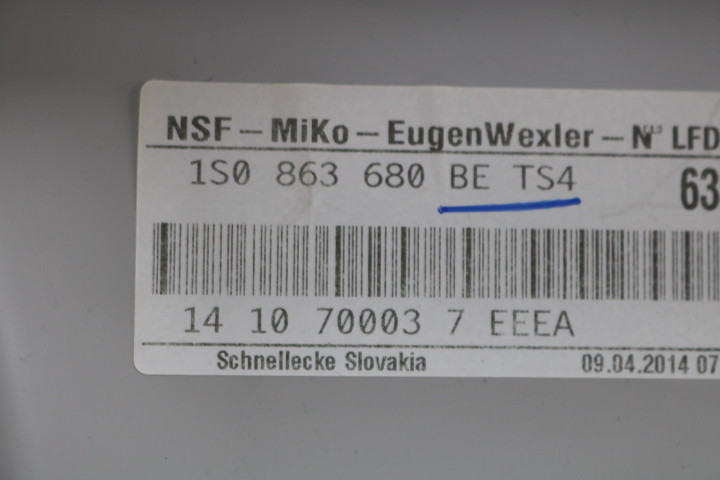 NSF – MiKo – EugenWexler – N° LFD
1S0 863 680 BE TS4 63
14 10 70003 7 EEEA
Schnellecke Slovakia 09.04.2014 07